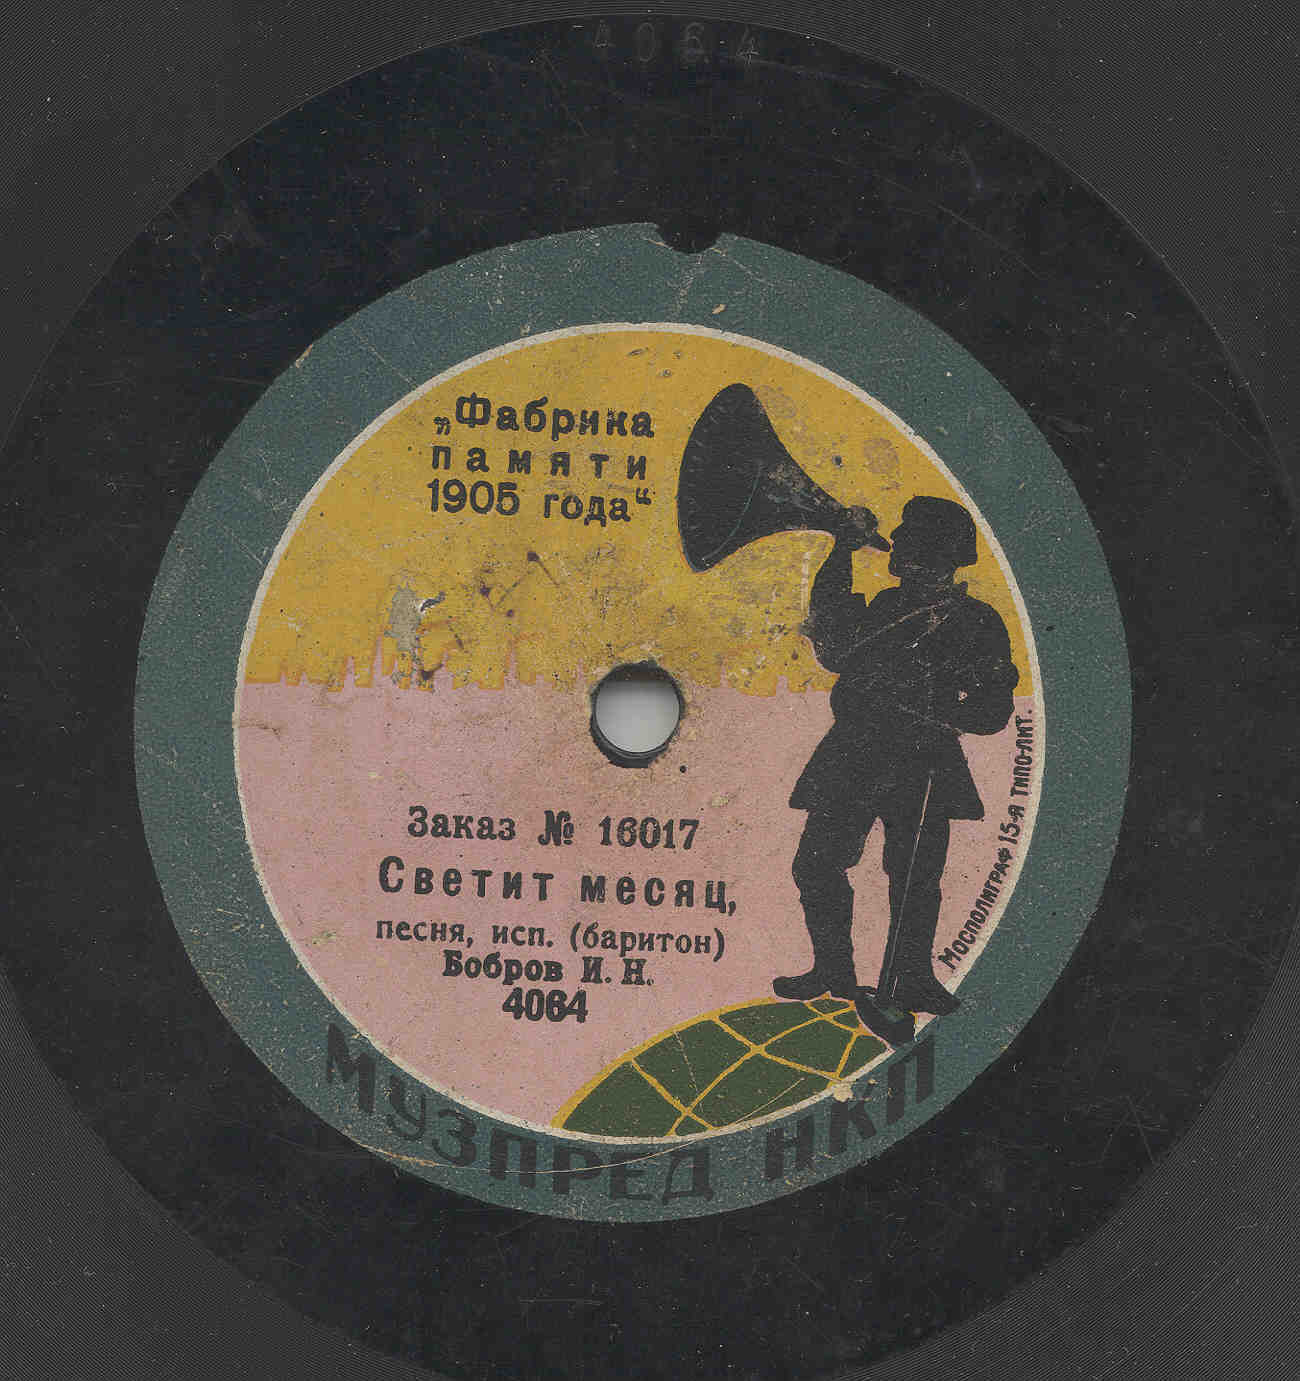 4064
„Фабрика
памяти
1905 года“
Заказ № 16017
Светит месяц,
песня, исп. (баритон)
Бобров И. Н.
4064
Мосполиграф 15-я типо-лит.
МУЗПРЕД НКП